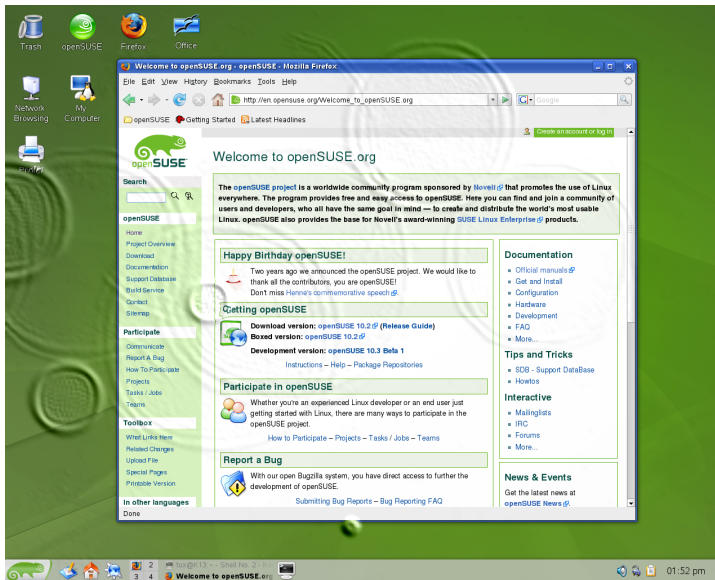 Trash
openSUSE
Firefox
Office
Network
Browsing
My
Computer
Welcome to openSUSE.org - openSUSE - Mozilla Firefox
File Edit View History Bookmarks Tools Help
http://en.opensuse.org/Welcome_to_openSUSE.org
Google
openSUSE Getting Started Latest Headlines
Create an account or log in
openSUSE
Search
openSUSE
Home
Project Overview
Download
Documentation
Support Database
Build Service
Contact
Sitemap
Participate
Communicate
Report A Bug
How To Participate
Projects
Tasks / Jobs
Teams
Toolbox
What Links Here
Related Changes
Upload File
Special Pages
Printable Version
In other languages
Welcome to openSUSE.org
The openSUSE project is a worldwide community program sponsored by Novell that promotes the use of Linux
everywhere. The program provides free and easy access to openSUSE. Here you can find and join a community of
users and developers, who all have the same goal in mind — to create and distribute the world's most usable
Linux. openSUSE also provides the base for Novell's award-winning SUSE Linux Enterprise products.
Happy Birthday openSUSE!
Two years ago we announced the openSUSE project. We would like to
thank all the contributors, you are openSUSE!
Don't miss Henne's commemorative speech.
Getting openSUSE
Download version: openSUSE 10.2 (Release Guide)
Boxed version: openSUSE 10.2
Development version: openSUSE 10.3 Beta 1
Instructions – Help – Package Repositories
Participate in openSUSE
Whether you're an experienced Linux developer or an end user just
getting started with Linux, there are many ways to participate in the
openSUSE project.
How to Participate – Projects – Tasks / Jobs – Teams
Report a Bug
With our open Bugzilla system, you have direct access to further the
development of openSUSE.
Submitting Bug Reports – Bug Reporting FAQ
Documentation
Official manuals
Get and Install
Configuration
Hardware
Development
FAQ
More...
Tips and Tricks
SDB - Support DataBase
Howtos
Interactive
Mailinglists
IRC
Forums
More...
News & Events
Get the latest news at
openSUSE News.
Done
2
3 4
tux@K13: ~ - Shell No. 2 -
Welcome to openSUSE.org
01:52 pm